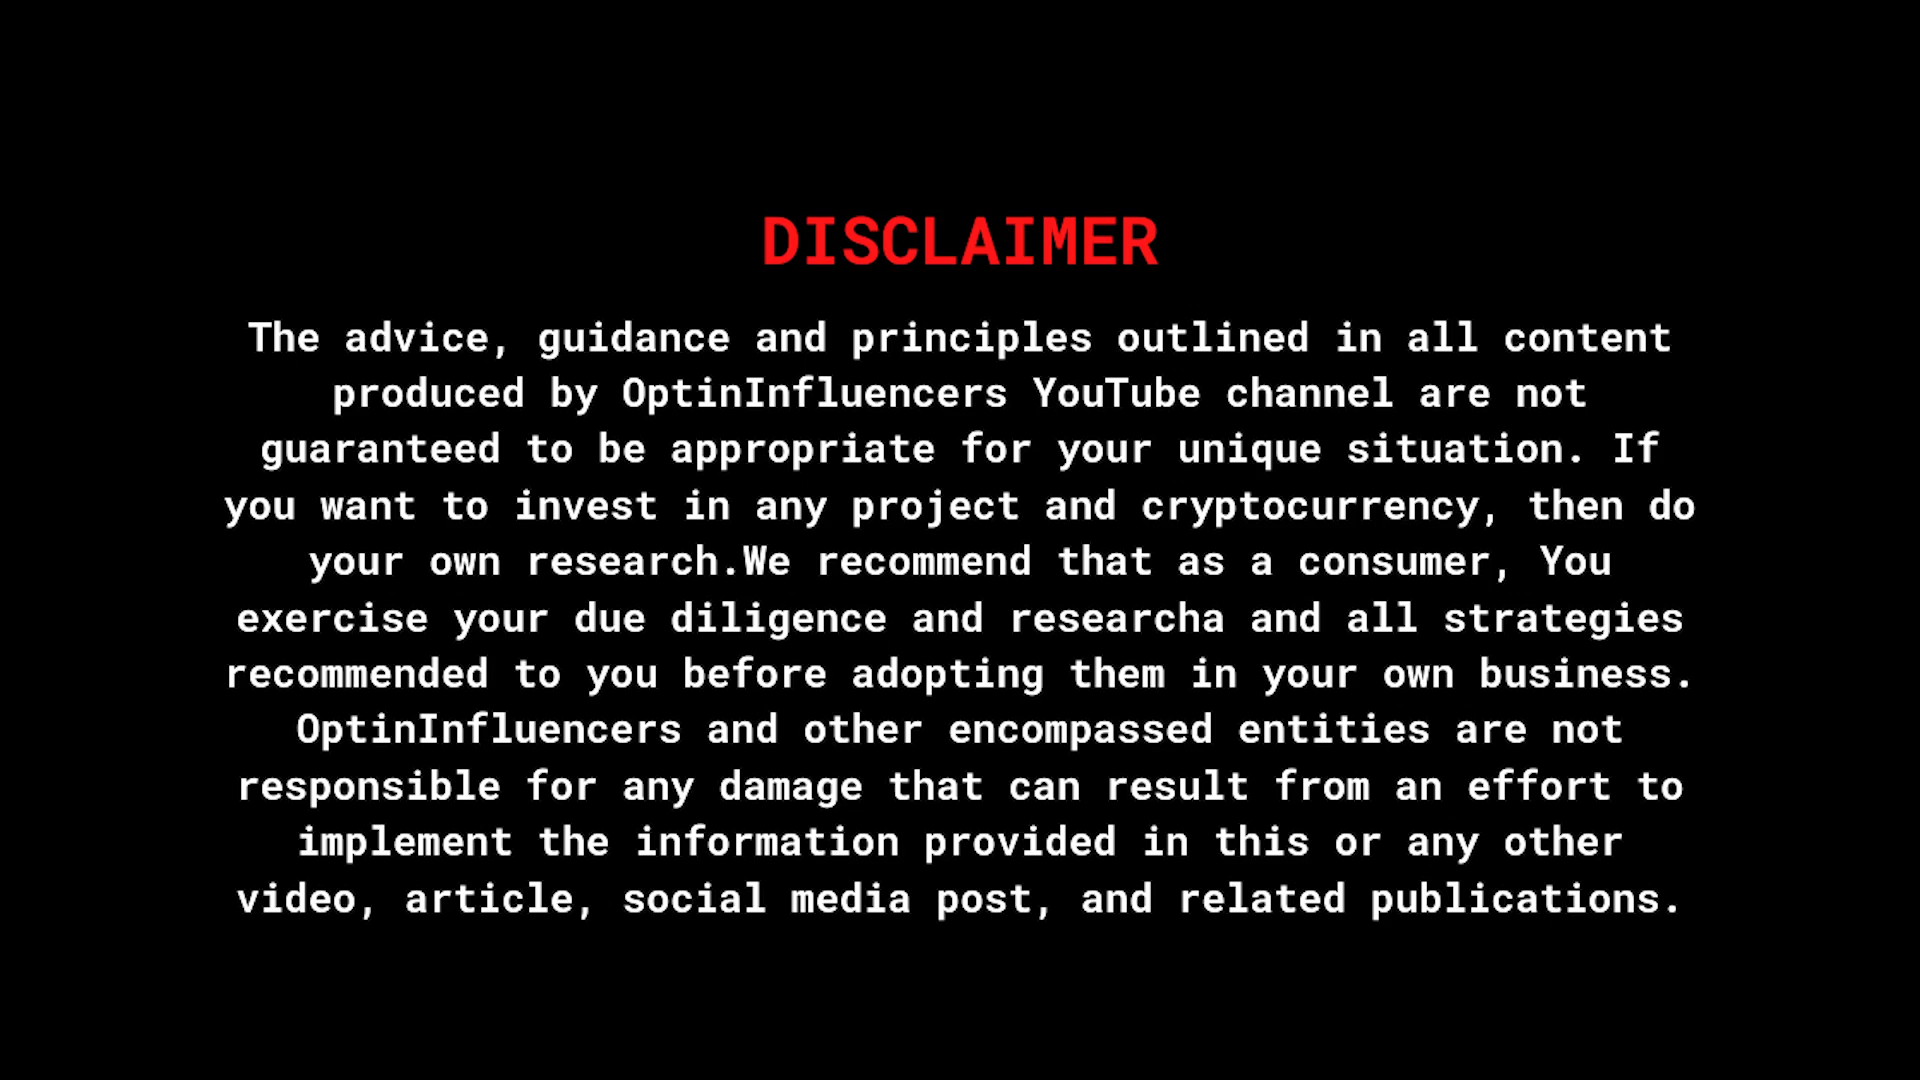 DISCLAIMER
The advice, guidance and principles outlined in all content
produced by OptinInfluencers YouTube channel are not
guaranteed to be appropriate for your unique situation. If
you want to invest in any project and cryptocurrency, then do
your own research.We recommend that as a consumer, You
exercise your due diligence and researcha and all strategies
recommended to you before adopting them in your own business.
OptinInfluencers and other encompassed entities are not
responsible for any damage that can result from an effort to
implement the information provided in this or any other
video, article, social media post, and related publications.